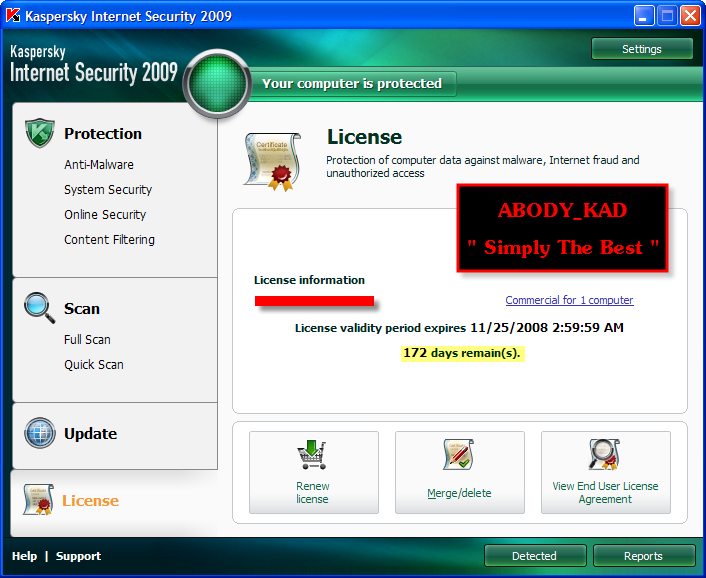 Kaspersky Internet Security 2009
Kaspersky
Internet Security 2009
Settings
Your computer is protected
Protection
Anti-Malware
System Security
Online Security
Content Filtering
Scan
Full Scan
Quick Scan
Update
License
License
Protection of computer data against malware, Internet fraud and
unauthorized access
Certificate
ABODY_KAD
" Simply The Best "
License information
Commercial for 1 computer
License validity period expires 11/25/2008 2:59:59 AM
172 days remain(s).
Renew
license
Merge/delete
View End User License
Agreement
Help | Support
Detected
Reports